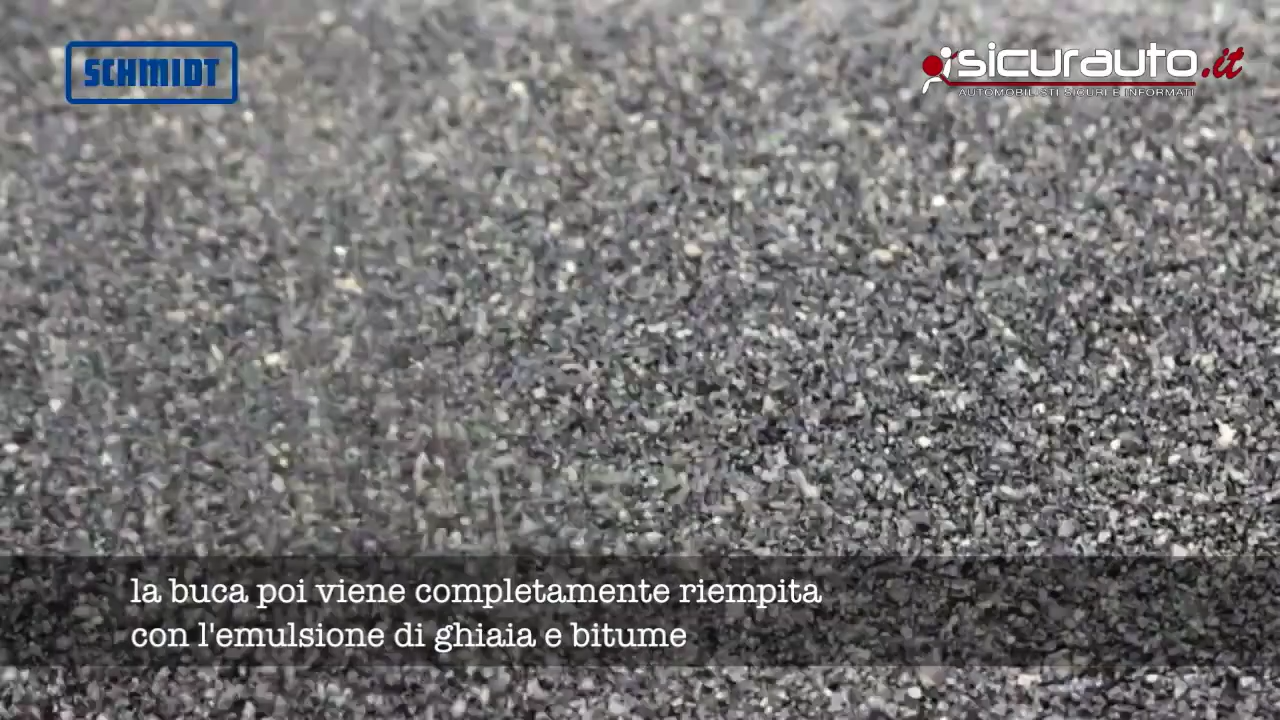 SCHMIDT
sicurauto.it
AUTOMOBILISTI SICURI E INFORMATI
la buca poi viene completamente riempita
con l'emulsione di ghiaia e bitume